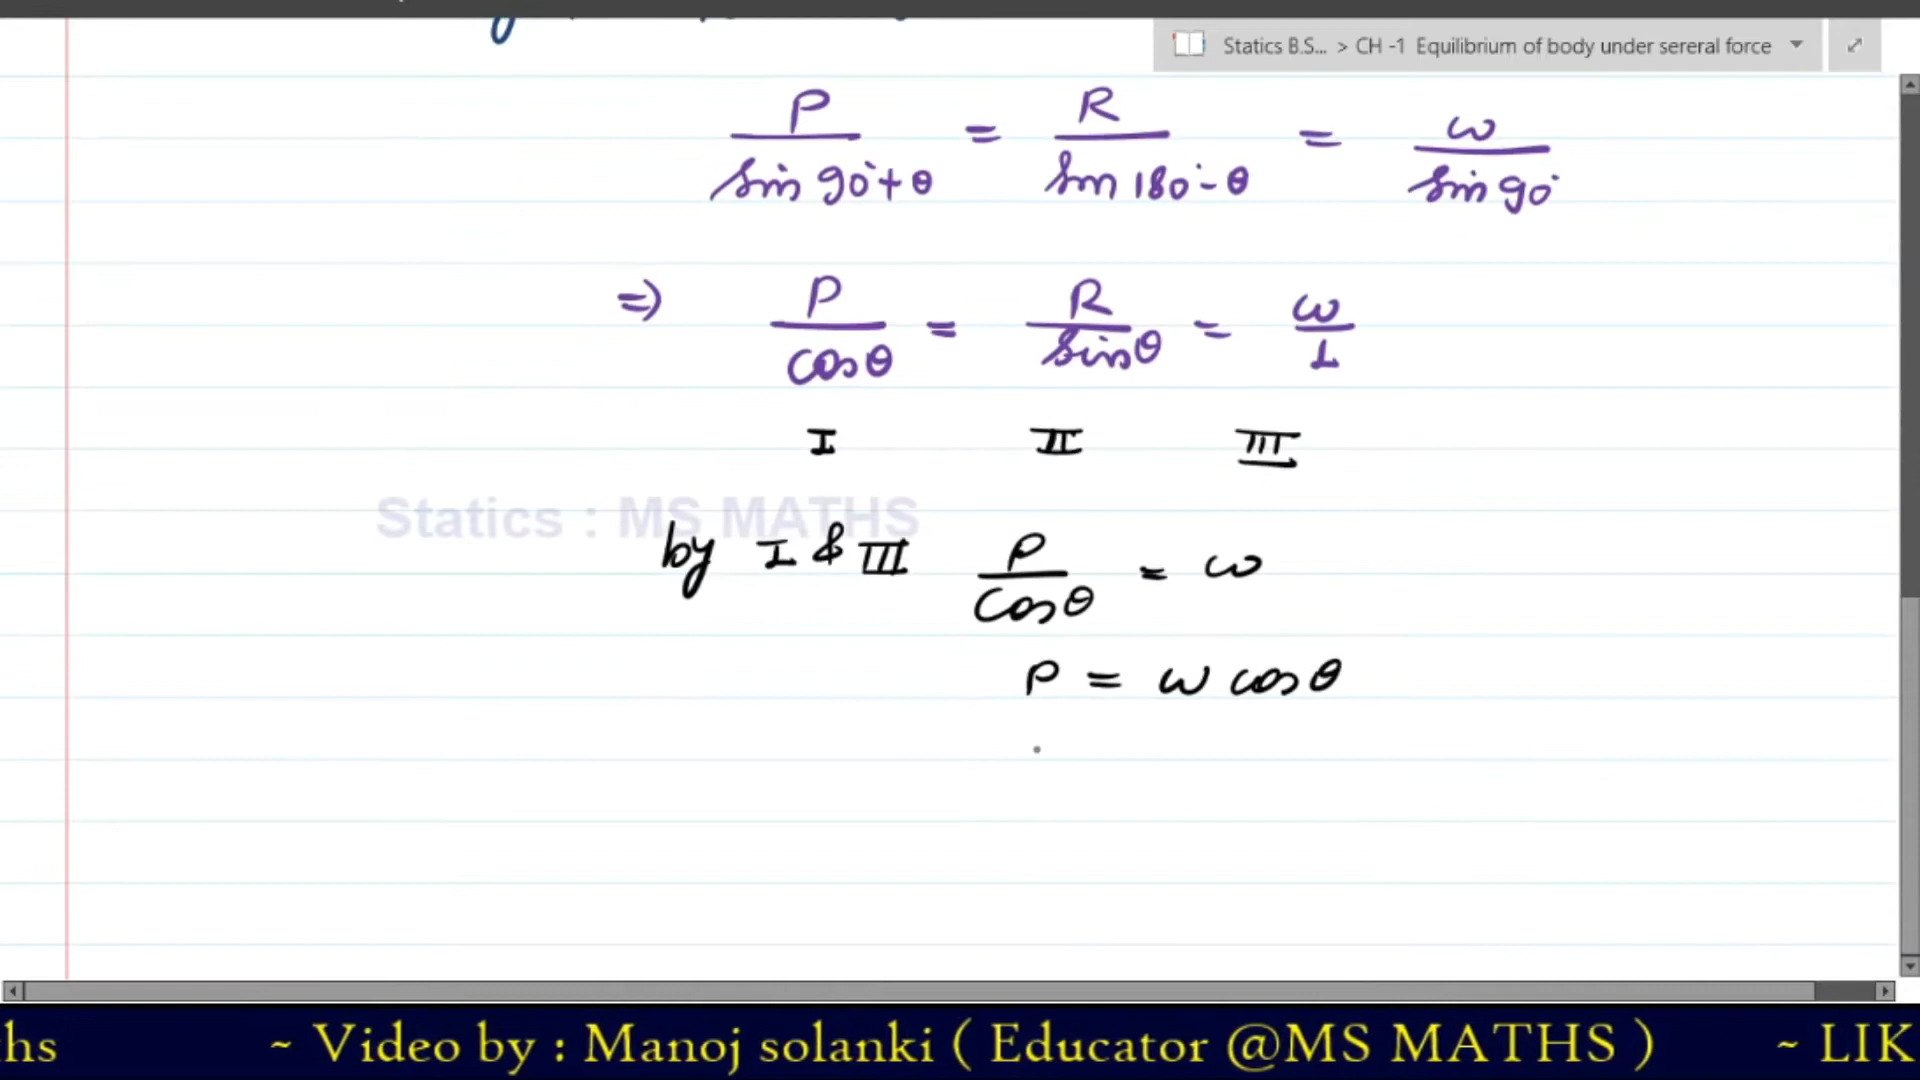 Statics B.S... > CH -1 Equilibrium of body under sereral force
P/sin 90°+θ = R/sin 180°-θ = ω/sin 90°
=> P/cosθ = R/sinθ = ω/1
I II III
Statics : MS MATHS
by I & III P/cosθ = ω
P = ω cosθ
hs ~ Video by : Manoj solanki ( Educator @MS MATHS ) ~ LIK